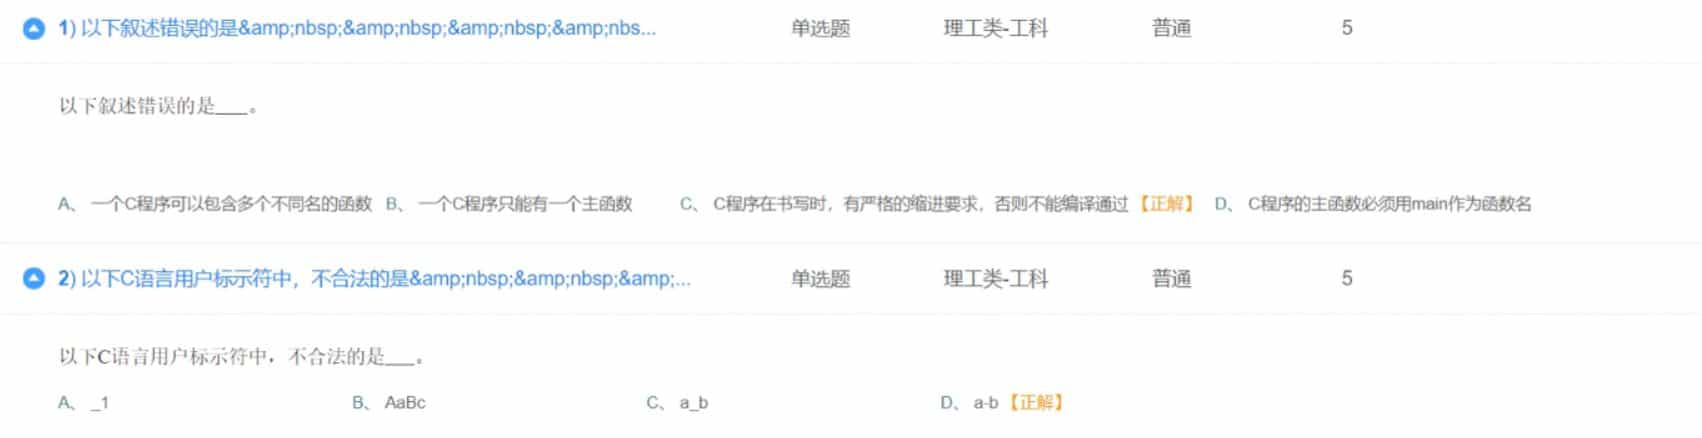 1) 以下叙述错误的是&amp;nbsp;&amp;nbsp;&amp;nbsp;&amp;nbs... 单选题 理工类-工科 普通 5
以下叙述错误的是___。
A、 一个C程序可以包含多个不同名的函数 B、 一个C程序只能有一个主函数 C、 C程序在书写时，有严格的缩进要求，否则不能编译通过【正解】 D、 C程序的主函数必须用main作为函数名
2) 以下C语言用户标示符中，不合法的是&amp;nbsp;&amp;nbsp;&amp;... 单选题 理工类-工科 普通 5
以下C语言用户标示符中，不合法的是___。
A、 _1 B、 AaBc C、 a_b D、 a-b【正解】